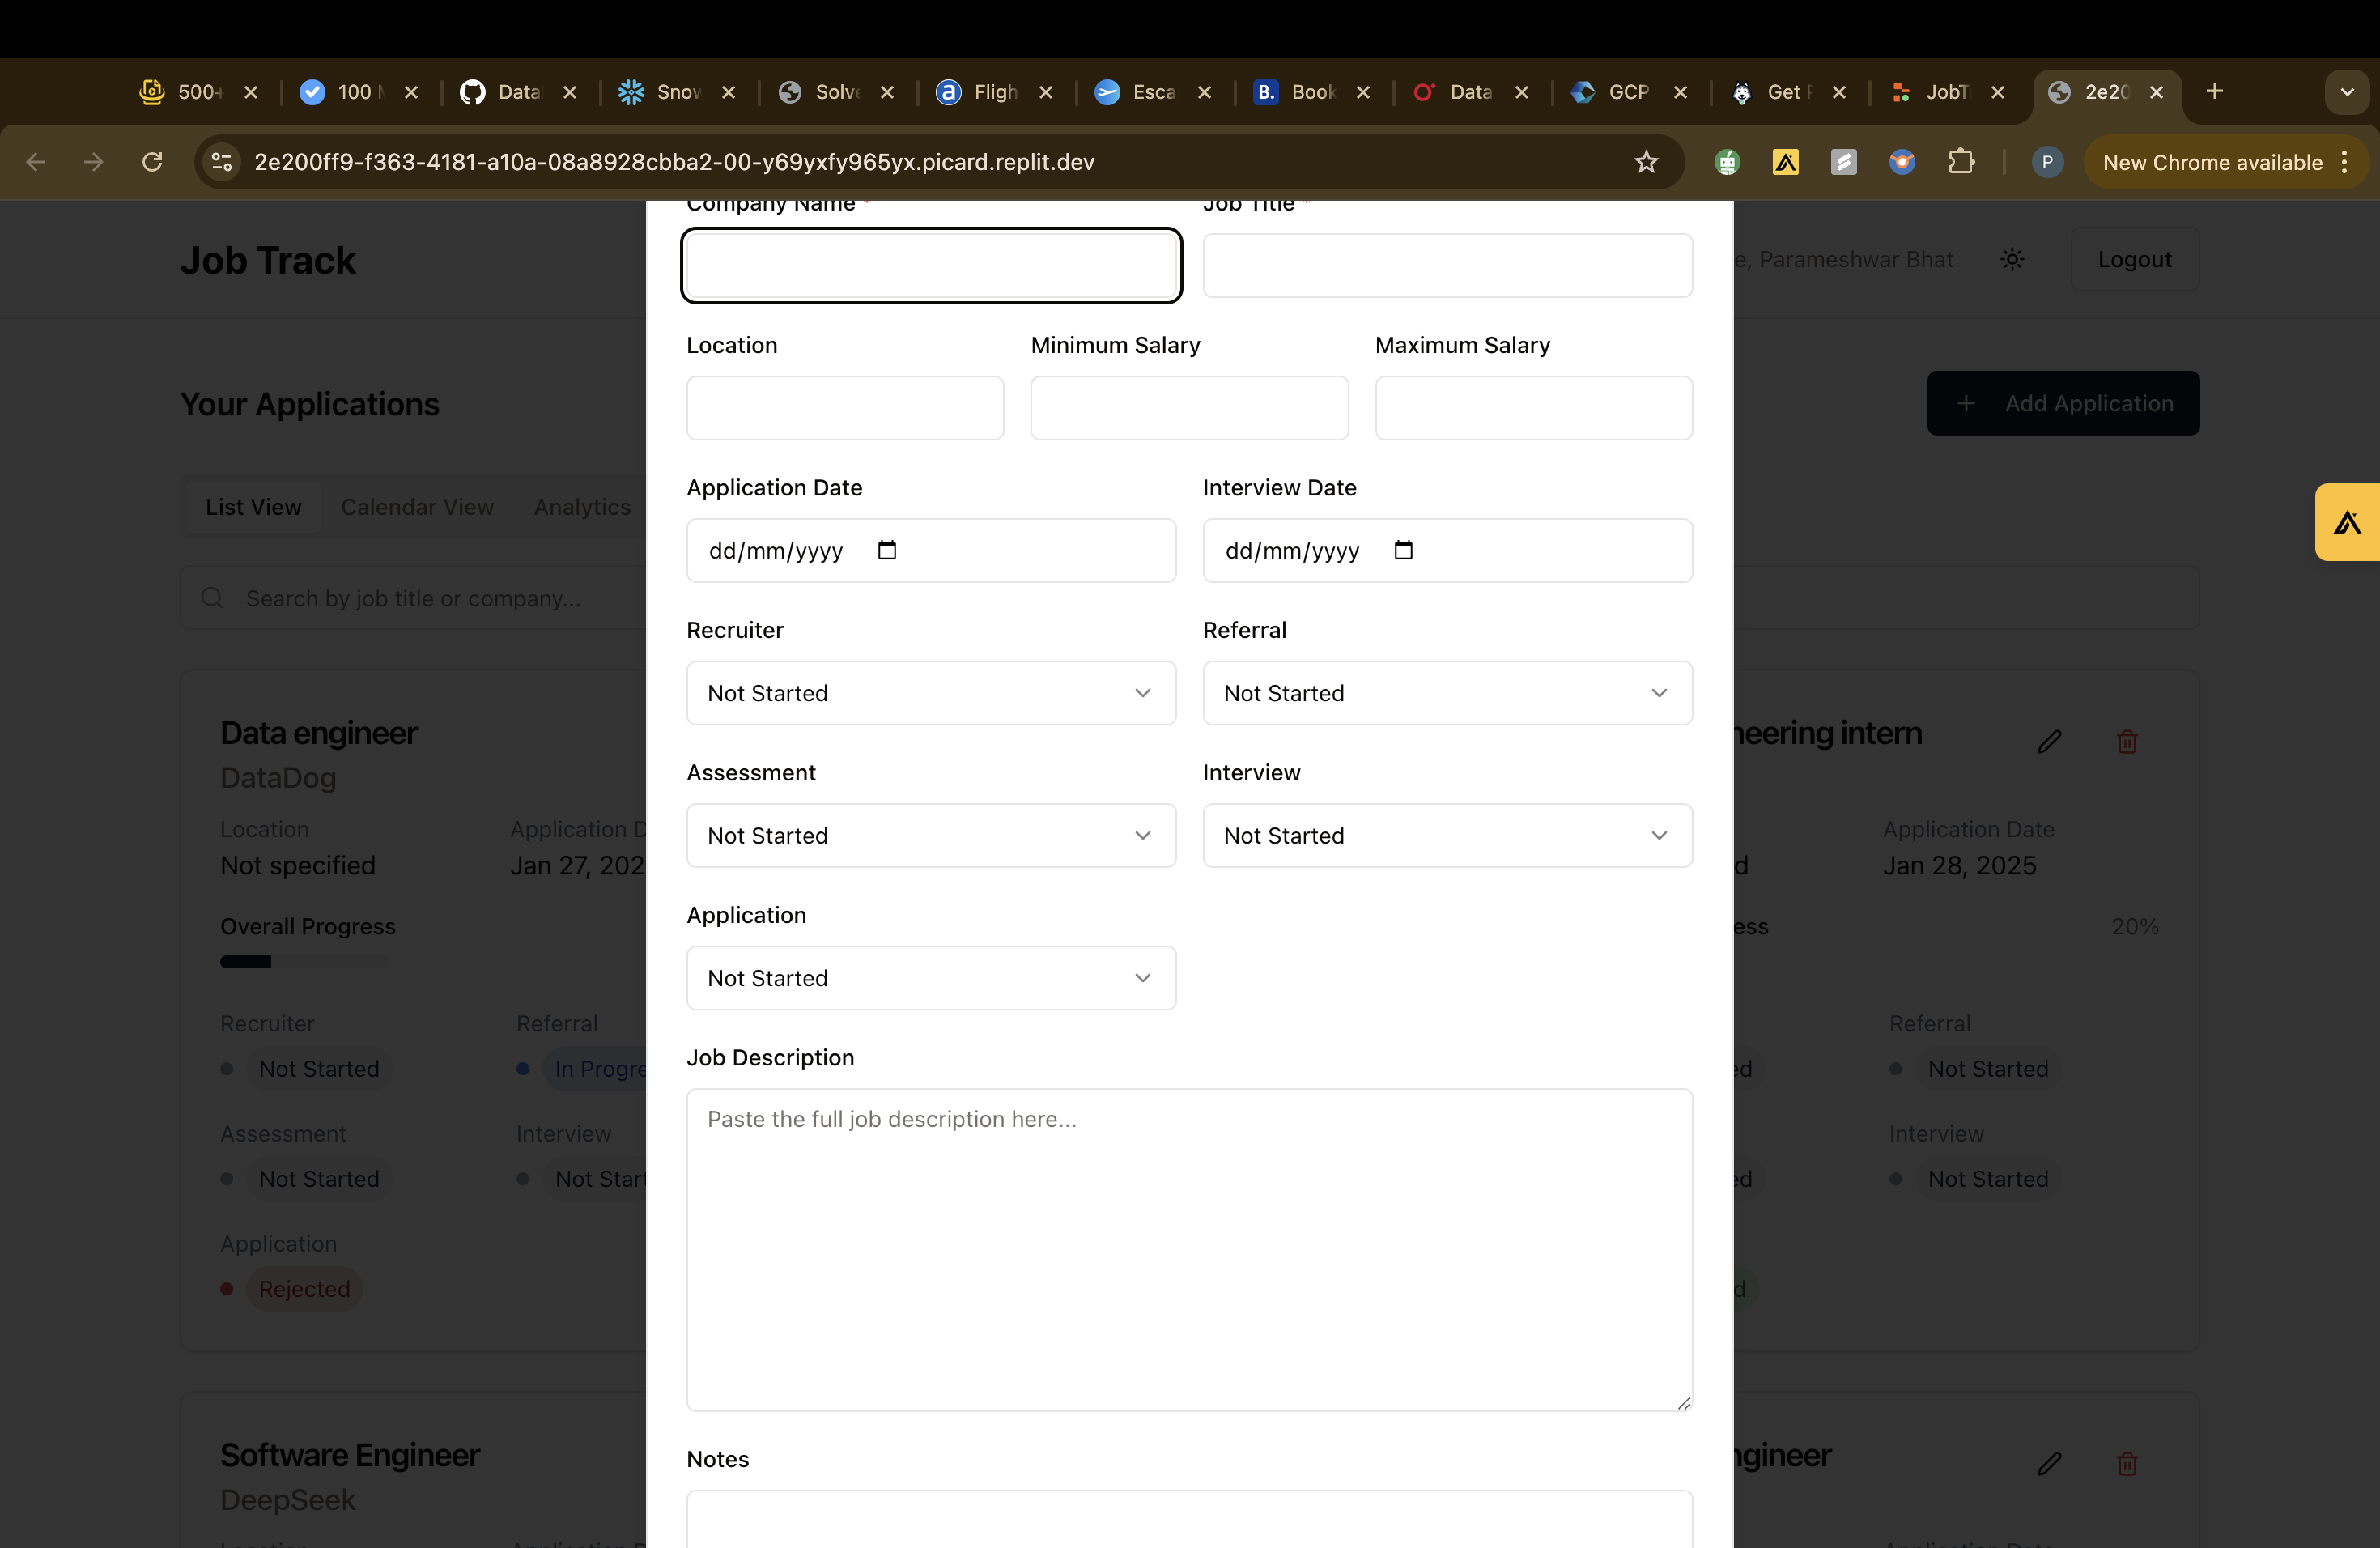 500+
100
Data
Snow
Solve
Fligh
Esca
B. Book
Data
GCP
Get
JobT
2e20
2e200ff9-f363-4181-a10a-08a8928cbba2-00-y69yxfy965yx.picard.replit.dev
P
New Chrome available
Job Track
e, Parameshwar Bhat
Logout
Your Applications
+ Add Application
List View
Calendar View
Analytics
Search by job title or company...
Company Name *
Job Title *
Location
Minimum Salary
Maximum Salary
Application Date
Interview Date
dd/mm/yyyy
dd/mm/yyyy
Recruiter
Referral
Not Started
Not Started
Assessment
Interview
Not Started
Not Started
Application
Not Started
Job Description
Paste the full job description here...
Notes
Data engineer
DataDog
Location
Application D
Not specified
Jan 27, 202
Overall Progress
Recruiter
Referral
Not Started
In Progre
Assessment
Interview
Not Started
Not Start
Application
Rejected
neering intern
Application Date
d
Jan 28, 2025
ess
20%
Referral
ed
Not Started
Interview
ed
Not Started
d
Software Engineer
DeepSeek
ngineer